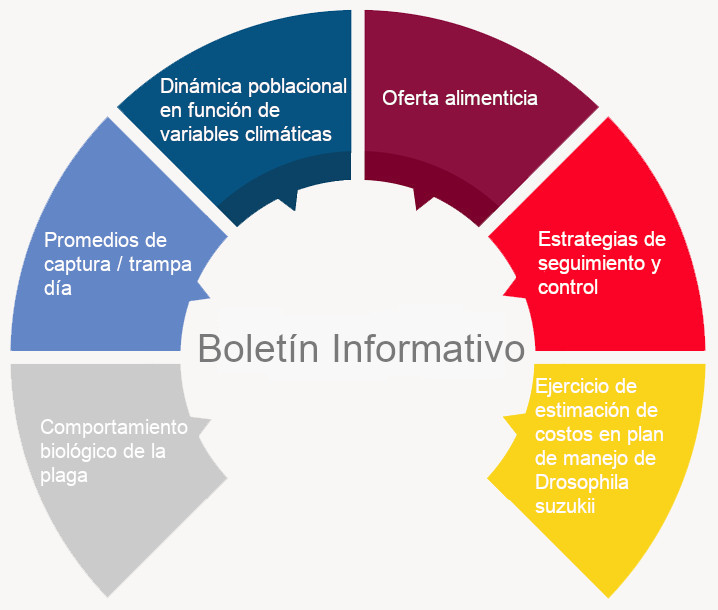 Dinámica poblacional
en función de
variables climáticas
Oferta alimenticia
Promedios de
captura / trampa
día
Estrategias de
seguimiento y
control
Boletín Informativo
Comportamiento
biológico de la
plaga
Ejercicio de
estimación de
costos en plan
de manejo de
Drosophila
suzukii